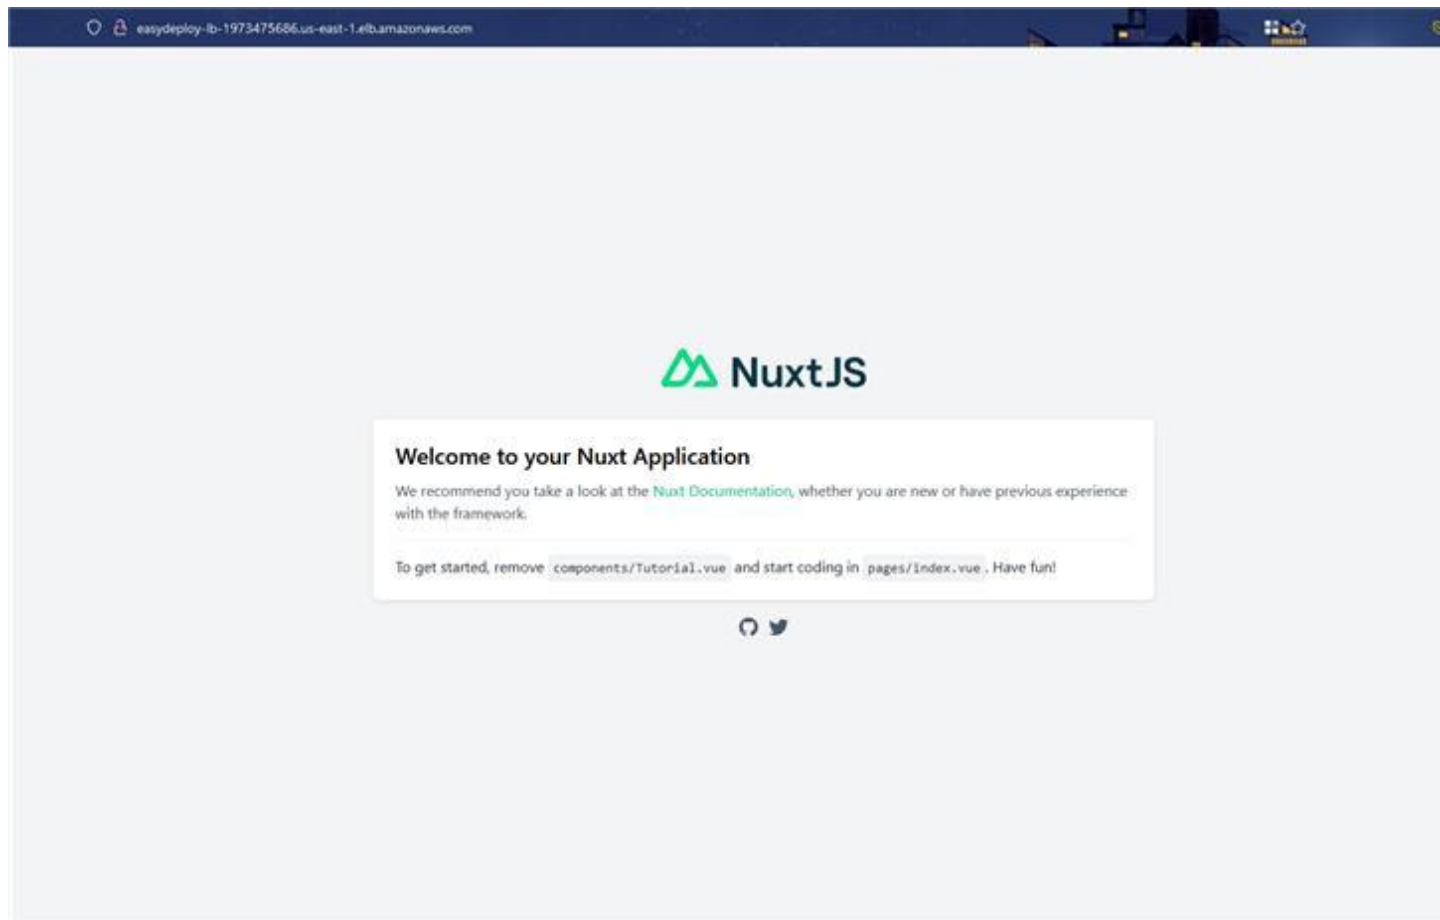 easydeploy-lb-1973475686.us-east-1.elb.amazonaws.com
NuxtJS
Welcome to your Nuxt Application
We recommend you take a look at the Nuxt Documentation, whether you are new or have previous experience
with the framework.
To get started, remove components/Tutorial.vue and start coding in pages/index.vue. Have fun!